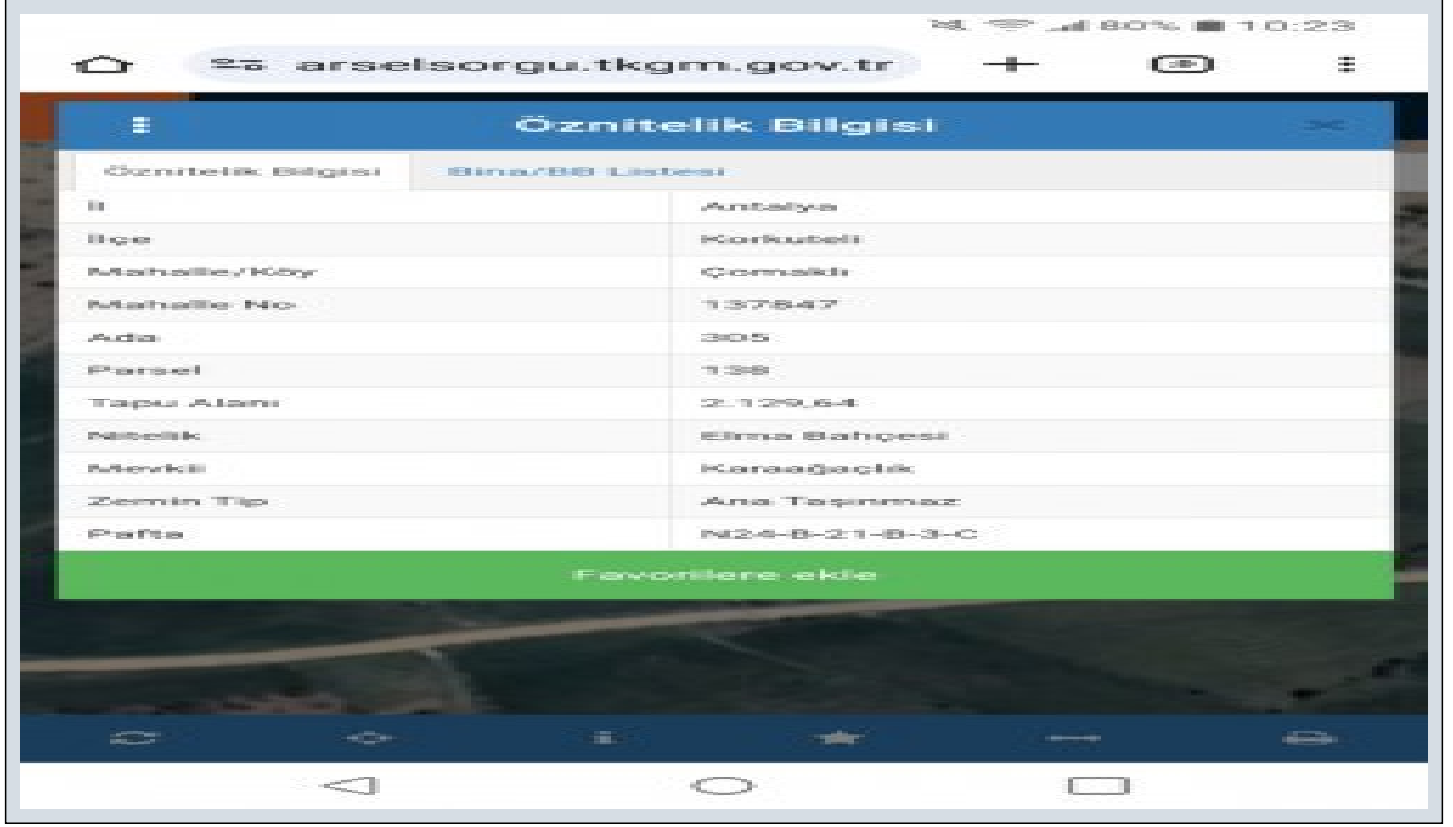 80% 10:23
arselsorgu.tkgm.gov.tr
Öznitelik Bilgisi
Öznitelik Bilgisi Bina/BB Listesi
İl Antalya
İlçe Korkuteli
Mahalle/Köy Çomaklı
Mahalle No 137847
Ada 305
Parsel
Tapu Alanı 2.129,64
Nitelik Elma Bahçesi
Mevkii Karaağaçlık
Zemin Tip Ana Taşınmaz
Pafta N24-B-21-B-3-C
Favorilere ekle